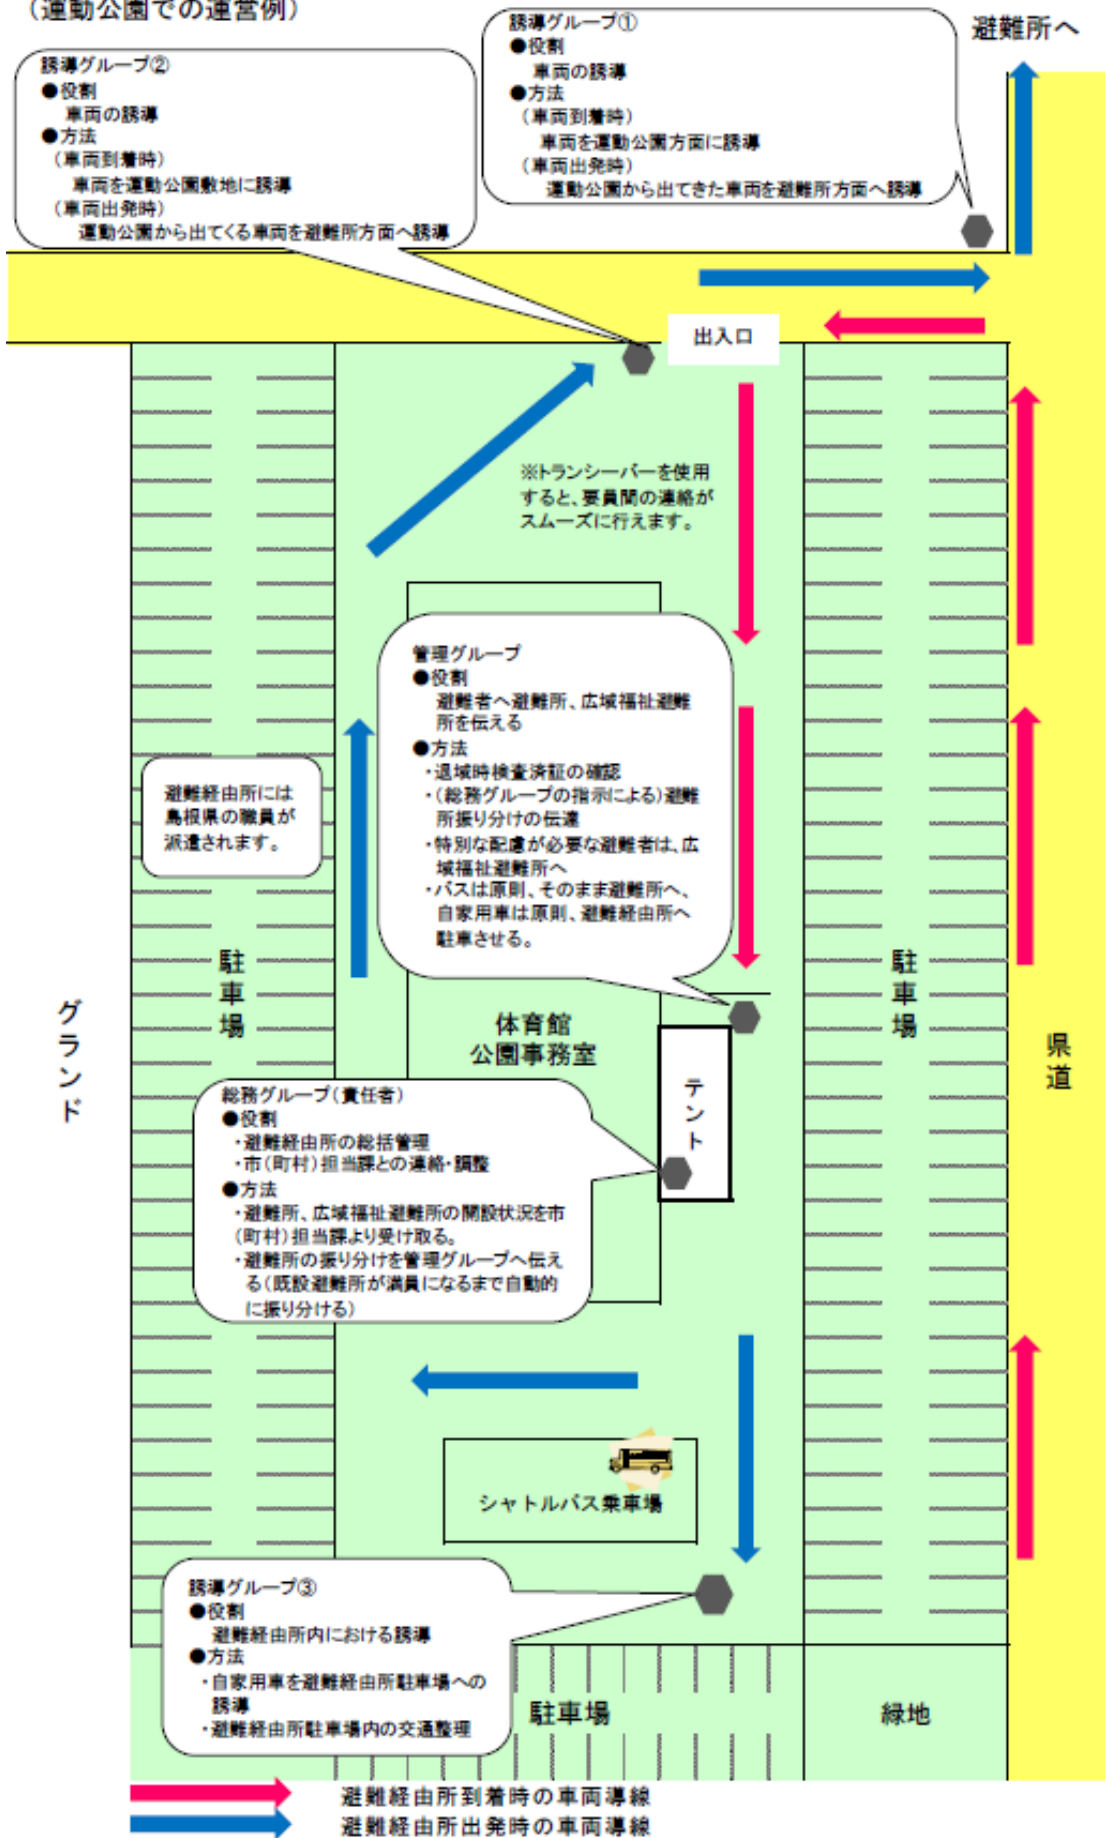 （運動公園での運営例）
誘導グループ①
●役割
車両の誘導
●方法
（車両到着時）
車両を運動公園方面に誘導
（車両出発時）
運動公園から出てきた車両を避難所方面へ誘導
避難所へ
誘導グループ②
●役割
車両の誘導
●方法
（車両到着時）
車両を運動公園敷地に誘導
（車両出発時）
運動公園から出てくる車両を避難所方面へ誘導
出入口
※トランシーバーを使用
すると、要員間の連絡が
スムーズに行えます。
管理グループ
●役割
避難者へ避難所、広域福祉避難
所を伝える
●方法
・退域時検査済証の確認
・（総務グループの指示による）避難
所振り分けの伝達
・特別な配慮が必要な避難者は、広
域福祉避難所へ
・バスは原則、そのまま避難所へ、
自家用車は原則、避難経由所へ
駐車させる。
避難経由所には
島根県の職員が
派遣されます。
駐車場
駐車場
グランド
体育館
公園事務室
テント
県道
総務グループ（責任者）
●役割
・避難経由所の総括管理
・市（町村）担当課との連絡・調整
●方法
・避難所、広域福祉避難所の開設状況を市
（町村）担当課より受け取る。
・避難所の振り分けを管理グループへ伝え
る（既設避難所が満員になるまで自動的
に振り分ける）
シャトルバス乗車場
誘導グループ③
●役割
避難経由所内における誘導
●方法
・自家用車を避難経由所駐車場への
誘導
・避難経由所駐車場内の交通整理
駐車場
緑地
避難経由所到着時の車両導線
避難経由所出発時の車両導線